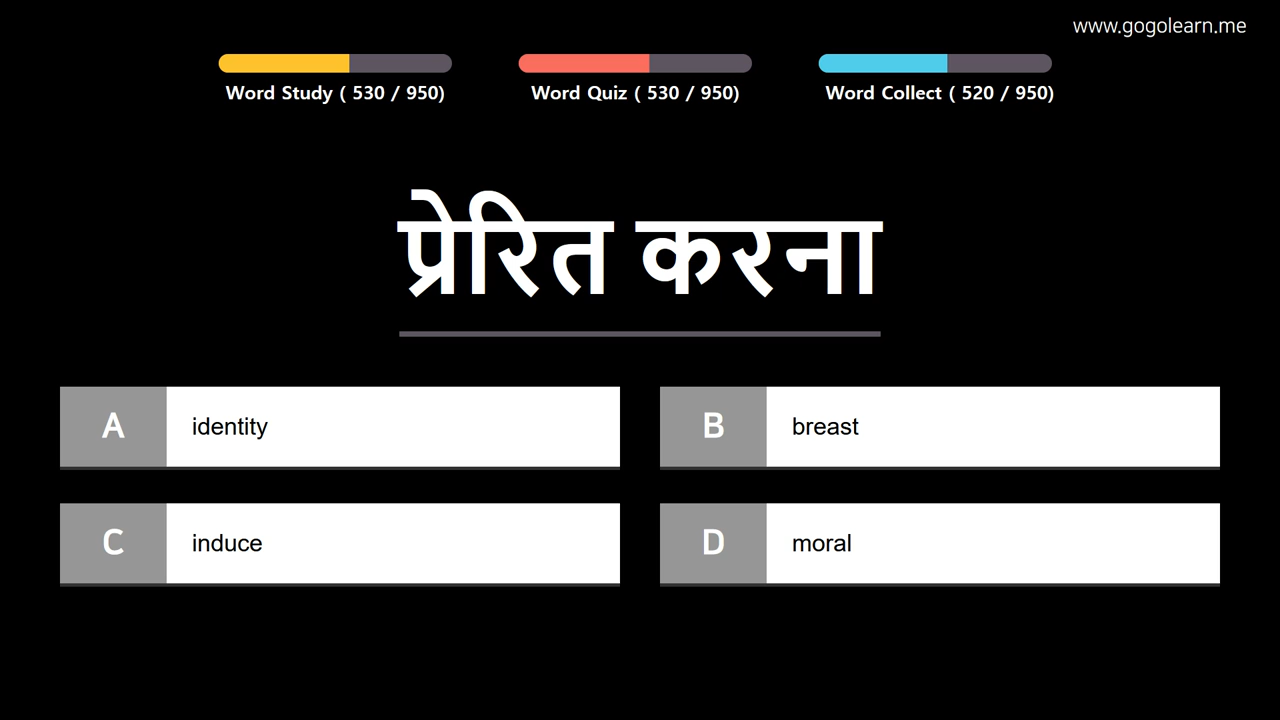 www.gogolearn.me
Word Study ( 530 / 950)
Word Quiz ( 530 / 950)
Word Collect ( 520 / 950)
प्रेरित करना
A identity
B breast
C induce
D moral